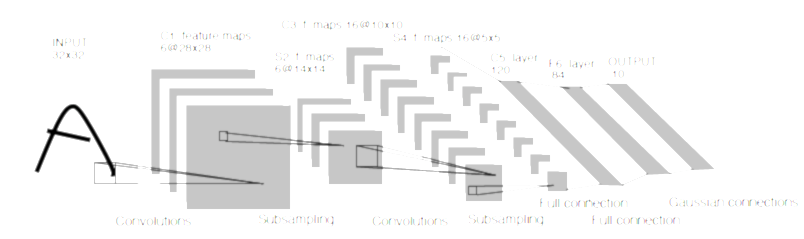 INPUT
32x32
C1: feature maps
6@28x28
S2: f. maps
6@14x14
C3: f. maps 16@10x10
S4: f. maps 16@5x5
C5: layer
120
F6: layer
84
OUTPUT
10
A
Convolutions
Subsampling
Convolutions
Subsampling
Full connection
Full connection
Gaussian connections